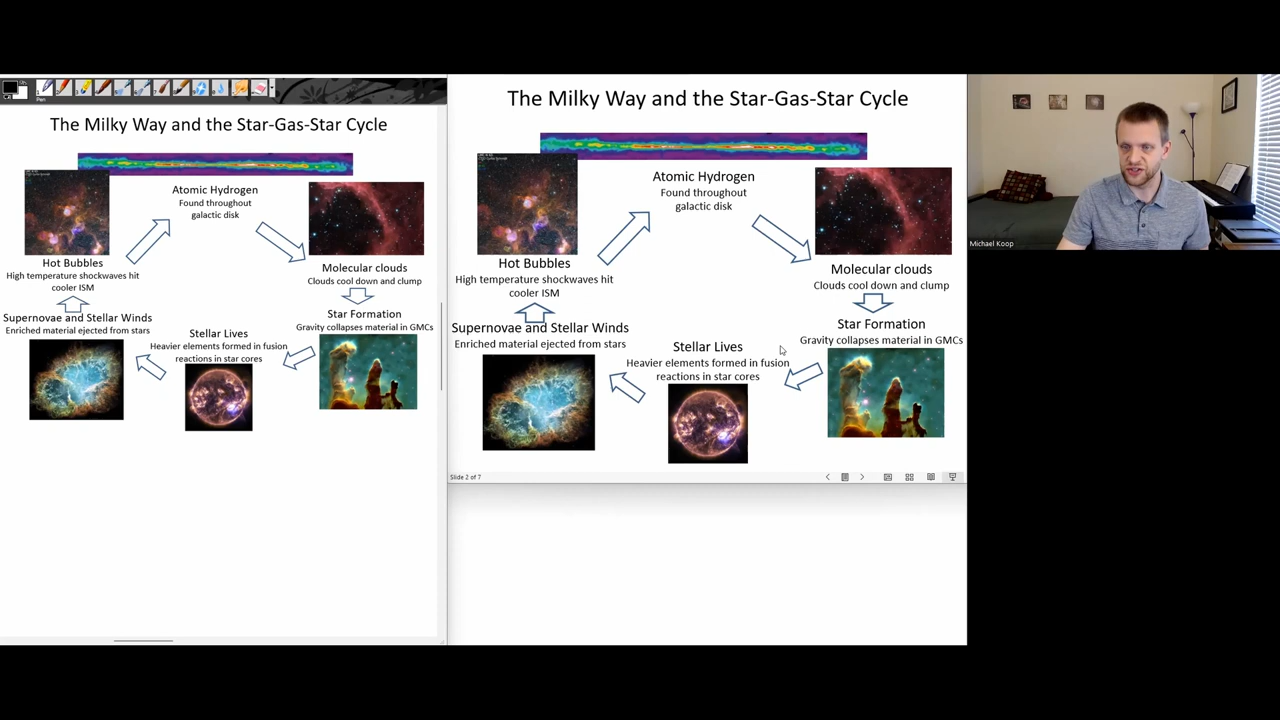 Pen
The Milky Way and the Star-Gas-Star Cycle
Atomic Hydrogen
Found throughout
galactic disk
Hot Bubbles
High temperature shockwaves hit
cooler ISM
Molecular clouds
Clouds cool down and clump
Supernovae and Stellar Winds
Enriched material ejected from stars
Stellar Lives
Heavier elements formed in fusion
reactions in star cores
Star Formation
Gravity collapses material in GMCs
The Milky Way and the Star-Gas-Star Cycle
Atomic Hydrogen
Found throughout
galactic disk
Hot Bubbles
High temperature shockwaves hit
cooler ISM
Molecular clouds
Clouds cool down and clump
Supernovae and Stellar Winds
Enriched material ejected from stars
Stellar Lives
Heavier elements formed in fusion
reactions in star cores
Star Formation
Gravity collapses material in GMCs
Slide 2 of 7
Michael Koop